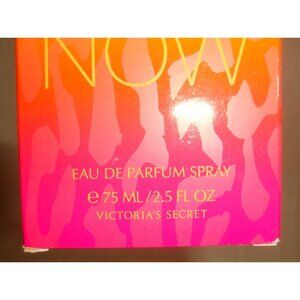 NOW
EAU DE PARFUM SPRAY
℮ 75 ML / 2.5 FL OZ
VICTORIA'S SECRET